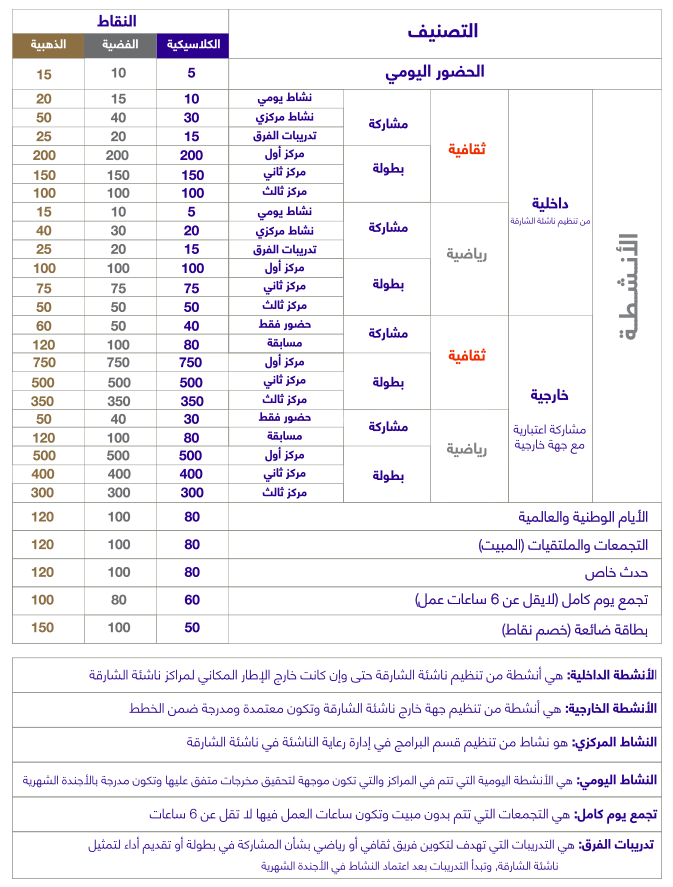 التصنيف
النقاط
الكلاسيكية الفضية الذهبية
الحضور اليومي 5 10 15
الأنشطة
داخلية
من تنظيم ناشئة الشارقة
ثقافية
مشاركة
نشاط يومي 10 15 20
نشاط مركزي 30 40 50
تدريبات الفرق 15 20 25
بطولة
مركز أول 200 200 200
مركز ثاني 150 150 150
مركز ثالث 100 100 100
رياضية
مشاركة
نشاط يومي 5 10 15
نشاط مركزي 20 30 40
تدريبات الفرق 15 20 25
بطولة
مركز أول 100 100 100
مركز ثاني 75 75 75
مركز ثالث 50 50 50
خارجية
مشاركة اعتبارية
مع جهة خارجية
ثقافية
مشاركة
حضور فقط 40 50 60
مسابقة 80 100 120
بطولة
مركز أول 750 750 750
مركز ثاني 500 500 500
مركز ثالث 350 350 350
رياضية
مشاركة
حضور فقط 30 40 50
مسابقة 80 100 120
بطولة
مركز أول 500 500 500
مركز ثاني 400 400 400
مركز ثالث 300 300 300
الأيام الوطنية والعالمية 80 100 120
التجمعات والملتقيات (المبيت) 80 100 120
حدث خاص 80 100 120
تجمع يوم كامل (لايقل عن 6 ساعات عمل) 60 80 100
بطاقة ضائعة (خصم نقاط) 50 100 150
الأنشطة الداخلية: هي أنشطة من تنظيم ناشئة الشارقة حتى وإن كانت خارج الإطار المكاني لمراكز ناشئة الشارقة
الأنشطة الخارجية: هي أنشطة من تنظيم جهة خارج ناشئة الشارقة وتكون معتمدة ومدرجة ضمن الخطط
النشاط المركزي: هو نشاط من تنظيم قسم البرامج في إدارة رعاية الناشئة في ناشئة الشارقة
النشاط اليومي: هي الأنشطة اليومية التي تتم في المراكز والتي تكون موجهة لتحقيق مخرجات متفق عليها وتكون مدرجة بالأجندة الشهرية
تجمع يوم كامل: هي التجمعات التي تتم بدون مبيت وتكون ساعات العمل فيها لا تقل عن 6 ساعات
تدريبات الفرق: هي التدريبات التي تهدف لتكوين فريق ثقافي أو رياضي بشأن المشاركة في بطولة أو تقديم أداء لتمثيل
ناشئة الشارقة, وتبدأ التدريبات بعد اعتماد النشاط في الأجندة الشهرية